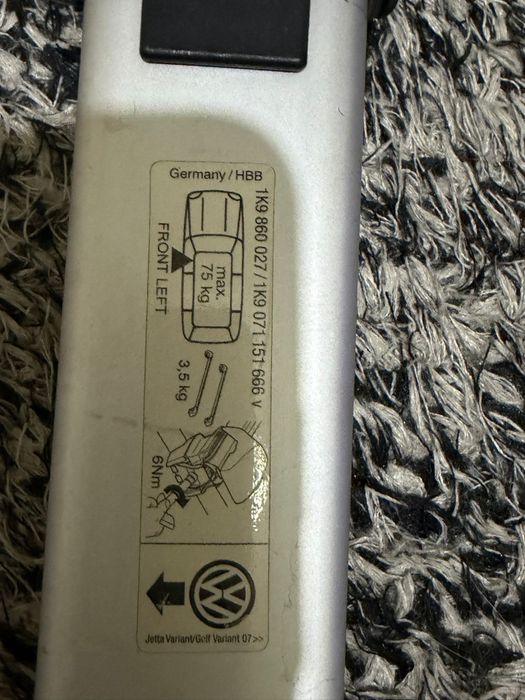 Germany / HBB
1K9 860 027 / 1K9 071 151 666 v
max.
75 kg
FRONT LEFT
3,5 kg
6Nm
VW
Jetta Variant/Golf Variant 07>>